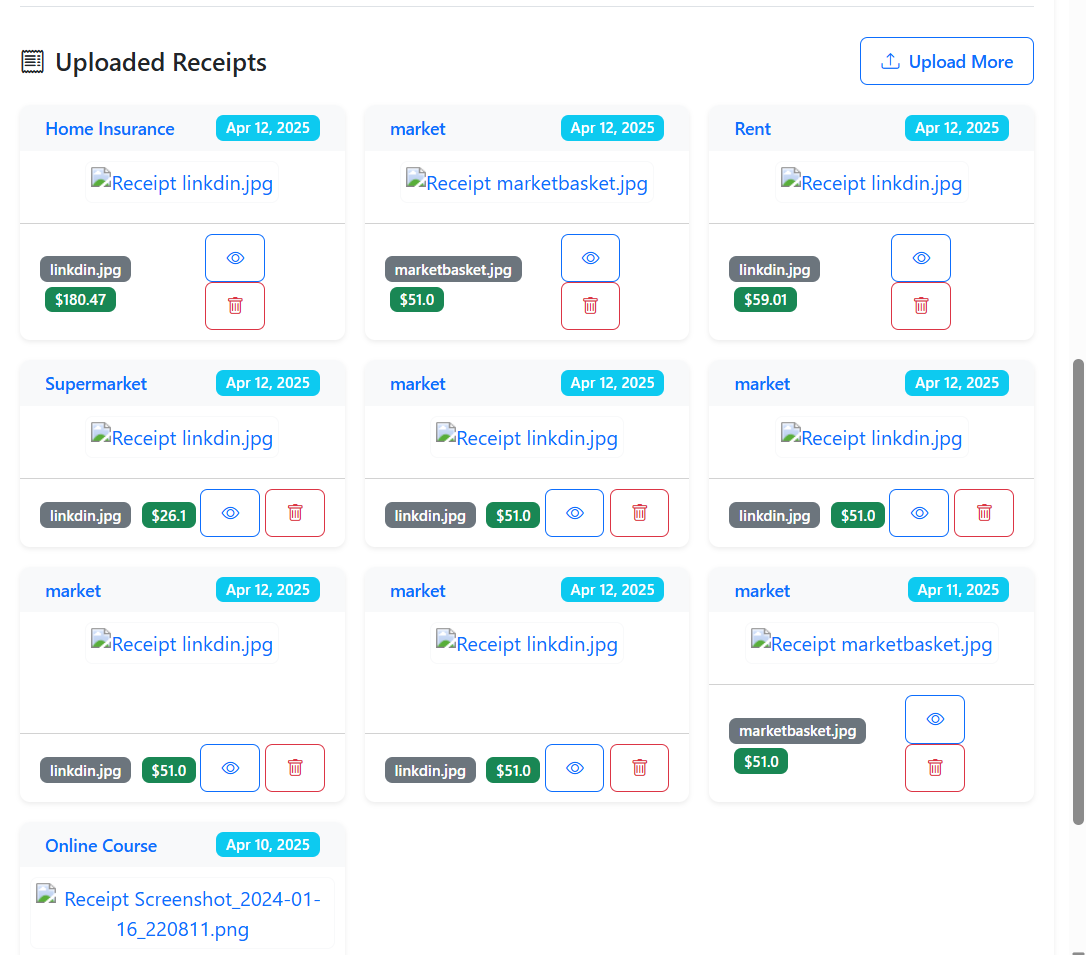 Uploaded Receipts
Upload More
Home Insurance
Apr 12, 2025
Receipt linkdin.jpg
linkdin.jpg
$180.47
market
Apr 12, 2025
Receipt marketbasket.jpg
marketbasket.jpg
$51.0
Rent
Apr 12, 2025
Receipt linkdin.jpg
linkdin.jpg
$59.01
Supermarket
Apr 12, 2025
Receipt linkdin.jpg
linkdin.jpg
$26.1
market
Apr 12, 2025
Receipt linkdin.jpg
linkdin.jpg
$51.0
market
Apr 12, 2025
Receipt linkdin.jpg
linkdin.jpg
$51.0
market
Apr 12, 2025
Receipt linkdin.jpg
linkdin.jpg
$51.0
market
Apr 12, 2025
Receipt linkdin.jpg
linkdin.jpg
$51.0
market
Apr 11, 2025
Receipt marketbasket.jpg
marketbasket.jpg
$51.0
Online Course
Apr 10, 2025
Receipt Screenshot_2024-01-
16_220811.png